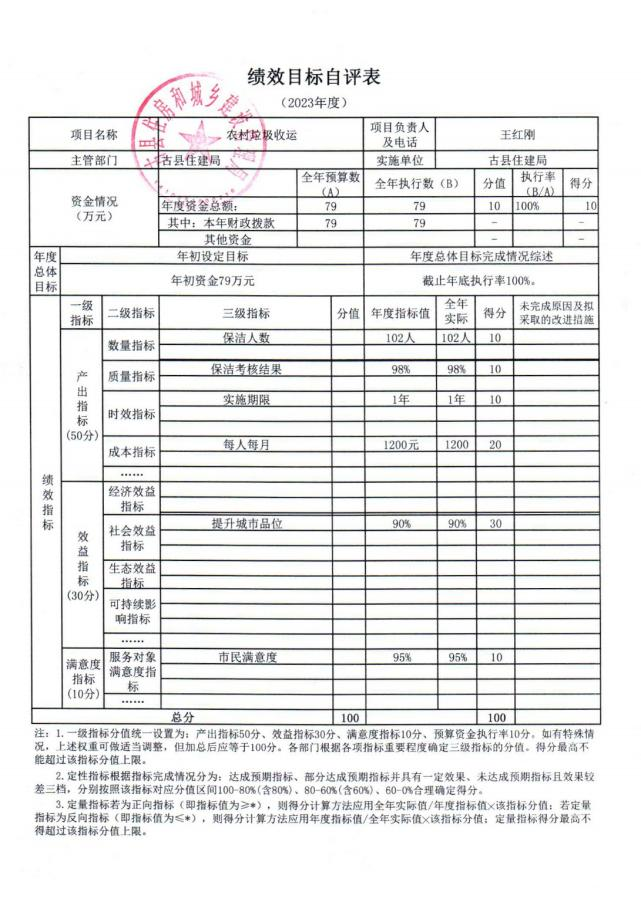 绩效目标自评表
（2023年度）
项目名称 农村垃圾收运 项目负责人及电话 王红刚
主管部门 古县住建局 实施单位 古县住建局
资金情况（万元） 全年预算数（A） 全年执行数（B） 分值 执行率（B/A） 得分
年度资金总额： 79 79 10 100% 10
其中：本年财政拨款 79 79 － －
其他资金 － －
年度总体目标 年初设定目标 年度总体目标完成情况综述
年初资金79万元 截止年底执行率100%。
绩效指标 一级指标 二级指标 三级指标 分值 年度指标值 全年实际 得分 未完成原因及拟采取的改进措施
产出指标(50分) 数量指标 保洁人数 102人 102人 10
质量指标 保洁考核结果 98% 98% 10
时效指标 实施期限 1年 1年 10
成本指标 每人每月 1200元 1200 20
……
效益指标(30分) 经济效益指标
社会效益指标 提升城市品位 90% 90% 30
生态效益指标
可持续影响指标
……
满意度指标(10分) 服务对象满意度指标 市民满意度 95% 95% 10
……
总分 100 100
注：1.一级指标分值统一设置为：产出指标50分、效益指标30分、满意度指标10分、预算资金执行率10分。如有特殊情
况，上述权重可做适当调整，但加总后应等于100分。各部门根据各项指标重要程度确定三级指标的分值。得分最高不
能超过该指标分值上限。
2.定性指标根据指标完成情况分为：达成预期指标、部分达成预期指标并具有一定效果、未达成预期指标且效果较
差三档，分别按照该指标对应分值区间100-80%(含80%)、80-60%(含60%)、60-0%合理确定得分。
3.定量指标若为正向指标（即指标值为≥*），则得分计算方法应用全年实际值/年度指标值×该指标分值；若定量
指标为反向指标（即指标值为≤*），则得分计算方法应用年度指标值/全年实际值×该指标分值；定量指标得分最高不
得超过该指标分值上限。
古县住房和城乡建设